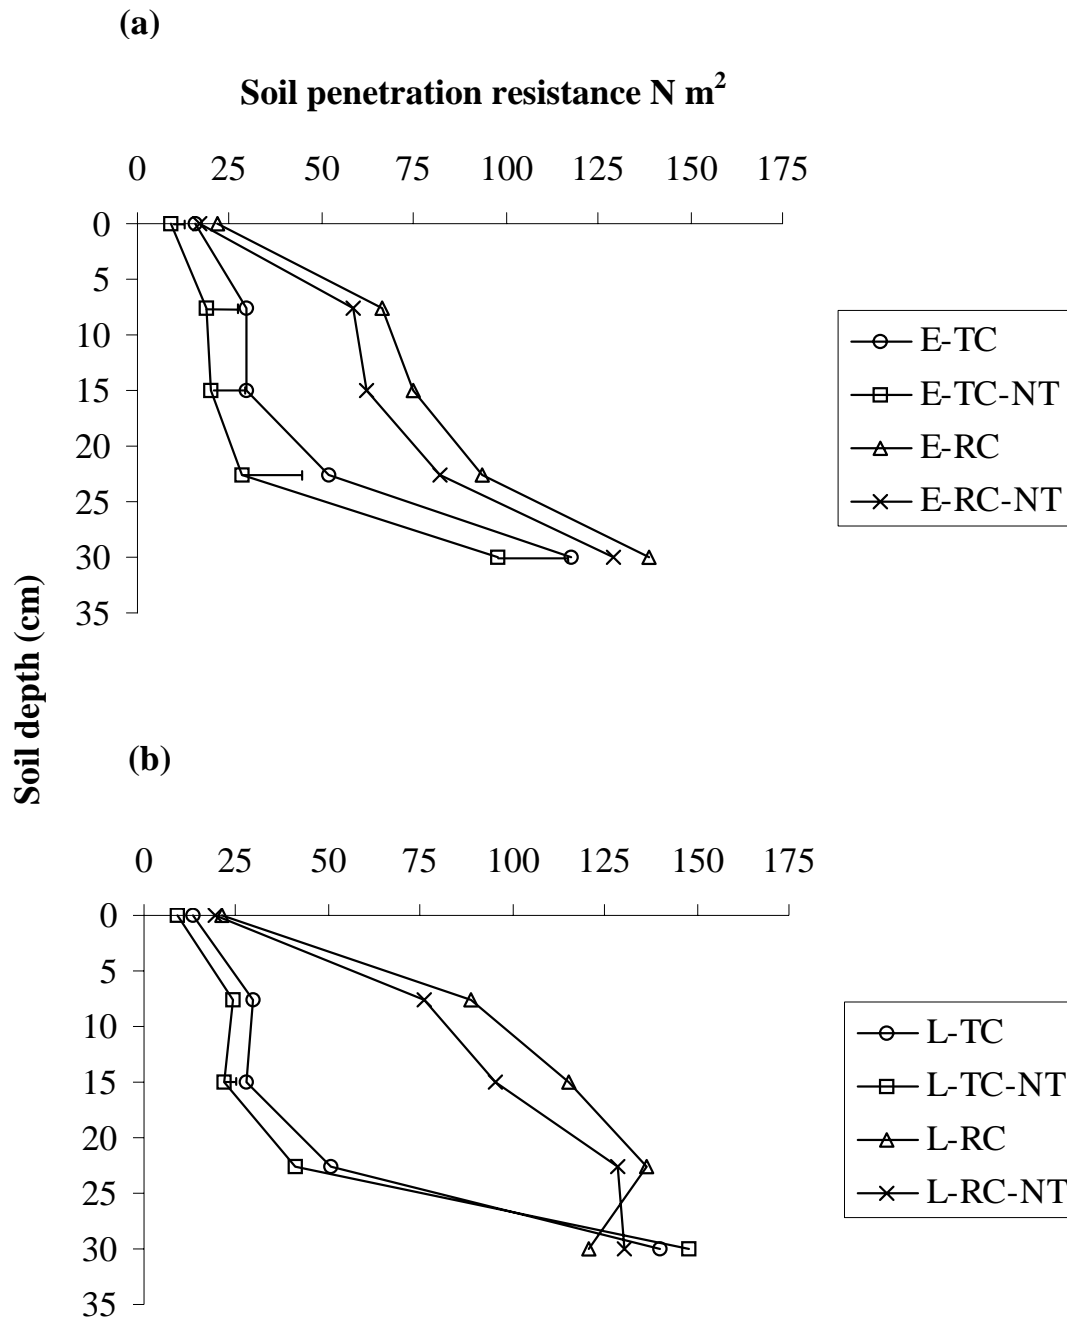 (a)
Soil penetration resistance N m²
0 25 50 75 100 125 150 175
0
5
10
15
20
25
30
35
E-TC
E-TC-NT
E-RC
E-RC-NT
Soil depth (cm)
(b)
0 25 50 75 100 125 150 175
0
5
10
15
20
25
30
35
L-TC
L-TC-NT
L-RC
L-RC-NT